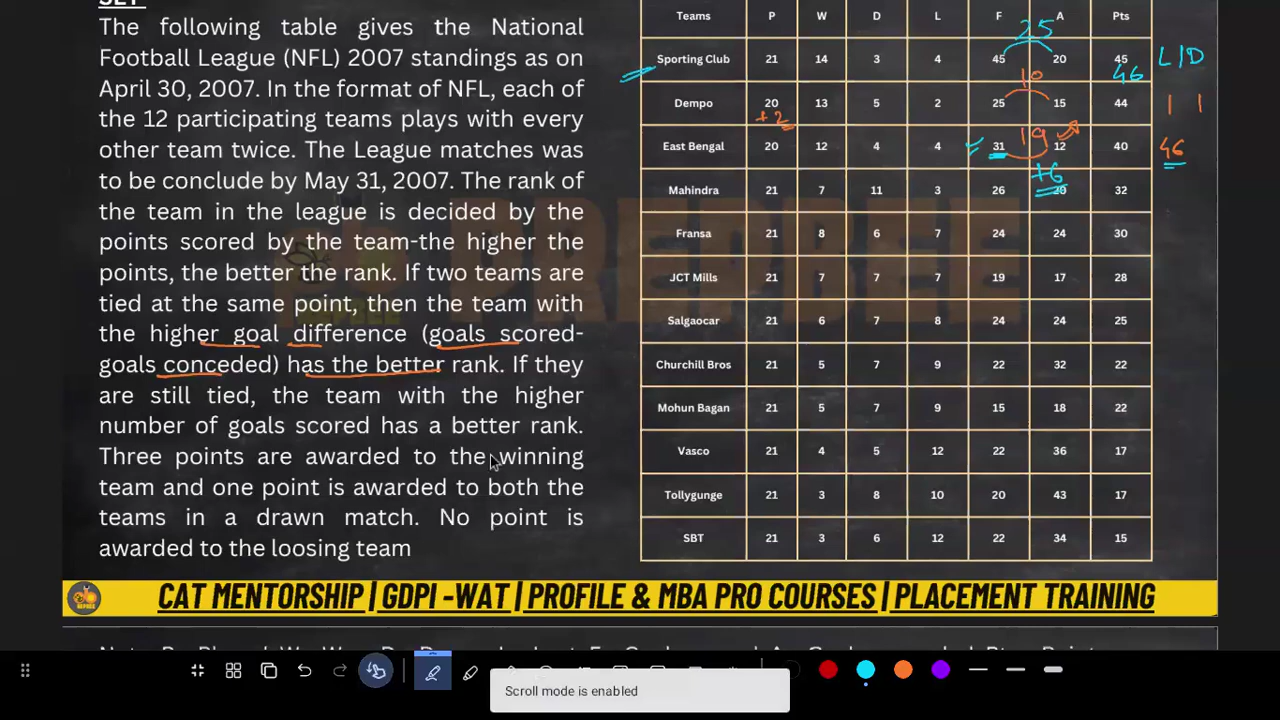 SET
The following table gives the National
Football League (NFL) 2007 standings as on
April 30, 2007. In the format of NFL, each of
the 12 participating teams plays with every
other team twice. The League matches was
to be conclude by May 31, 2007. The rank of
the team in the league is decided by the
points scored by the team-the higher the
points, the better the rank. If two teams are
tied at the same point, then the team with
the higher goal difference (goals scored-
goals conceded) has the better rank. If they
are still tied, the team with the higher
number of goals scored has a better rank.
Three points are awarded to the winning
team and one point is awarded to both the
teams in a drawn match. No point is
awarded to the loosing team
Teams P W D L F A Pts
25
Sporting Club 21 14 3 4 45 20 45 L/D
46
10
Dempo 20 13 5 2 25 15 44 1 1
+2
19
East Bengal 20 12 4 4 31 12 40 46
+6
Mahindra 21 7 11 3 26 20 32
Fransa 21 8 6 7 24 24 30
JCT Mills 21 7 7 7 19 17 28
Salgaocar 21 6 7 8 24 24 25
Churchill Bros 21 5 7 9 22 32 22
Mohun Bagan 21 5 7 9 15 18 22
Vasco 21 4 5 12 22 36 17
Tollygunge 21 3 8 10 20 43 17
SBT 21 3 6 12 22 34 15
CAT MENTORSHIP | GDPI -WAT | PROFILE & MBA PRO COURSES | PLACEMENT TRAINING
Scroll mode is enabled